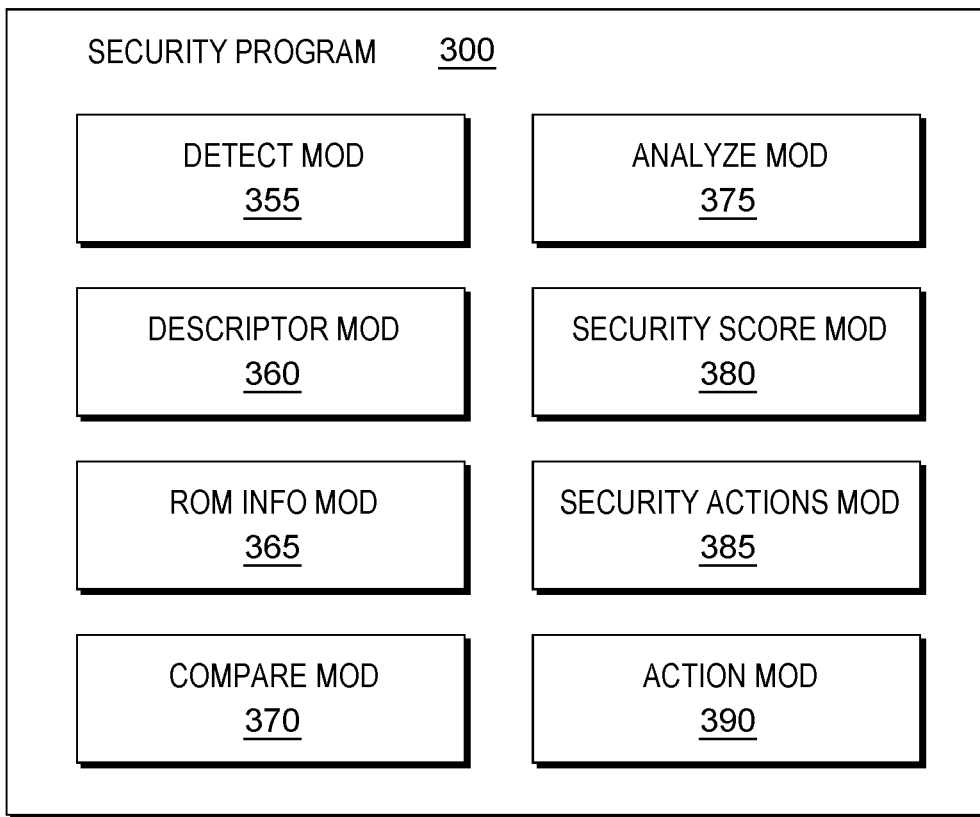 SECURITY PROGRAM 300
DETECT MOD
355
ANALYZE MOD
375
DESCRIPTOR MOD
360
SECURITY SCORE MOD
380
ROM INFO MOD
365
SECURITY ACTIONS MOD
385
COMPARE MOD
370
ACTION MOD
390